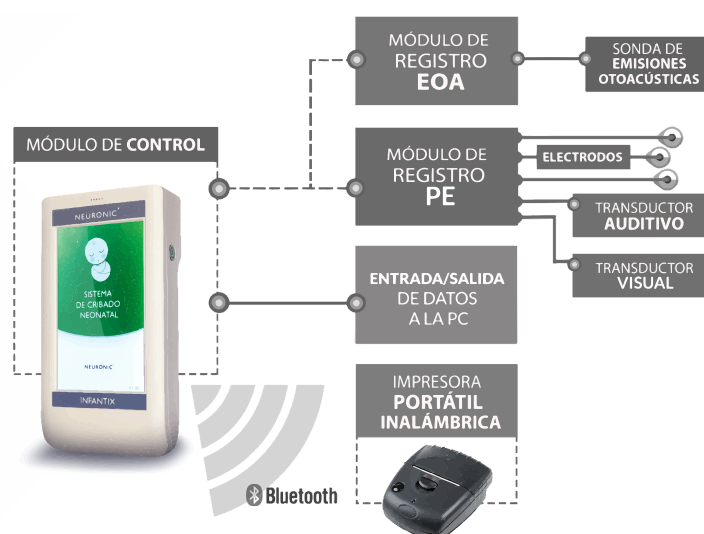 MÓDULO DE
REGISTRO
EOA
SONDA DE
EMISIONES
OTOACÚSTICAS
MÓDULO DE CONTROL
MÓDULO DE
REGISTRO
PE
ELECTRODOS
TRANSDUCTOR
AUDITIVO
TRANSDUCTOR
VISUAL
ENTRADA/SALIDA
DE DATOS
A LA PC
NEURONIC
SISTEMA
DE CRIBADO
NEONATAL
NEURONIC
INFANTIX
IMPRESORA
PORTÁTIL
INALÁMBRICA
Bluetooth